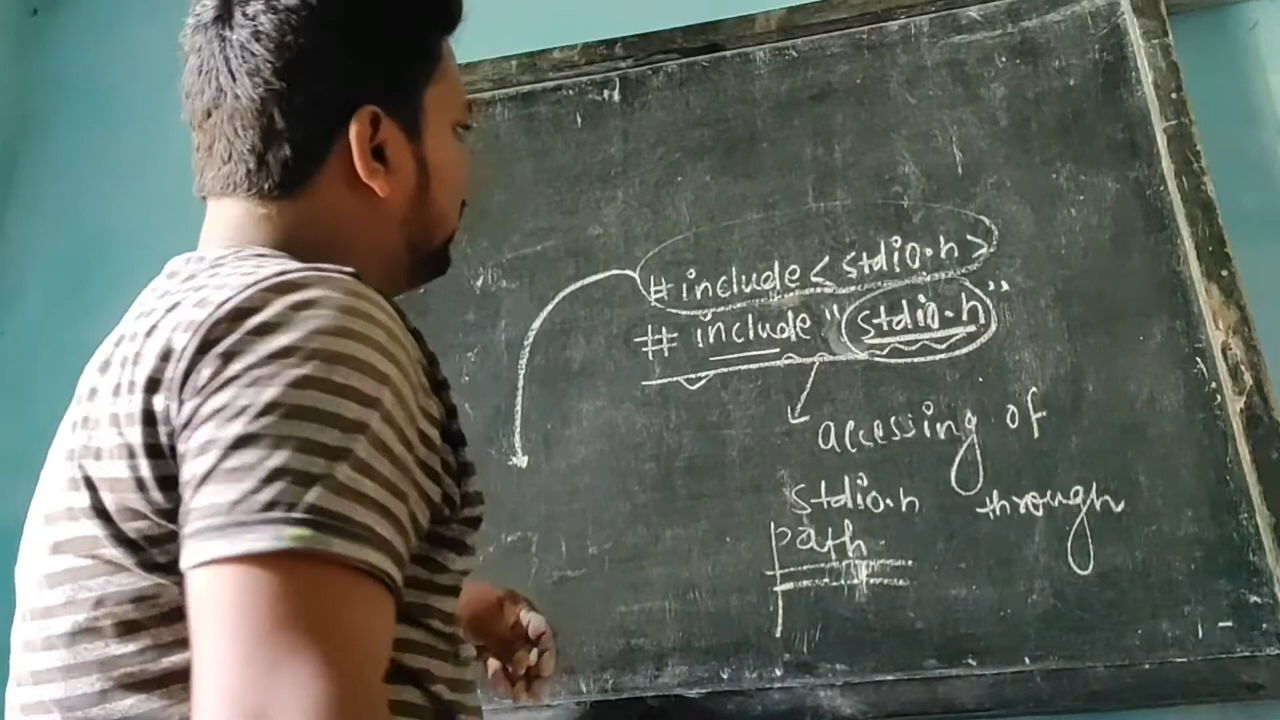 #include < stdio.h >
# include "stdio.h"
accessing of
stdio.h through
path.